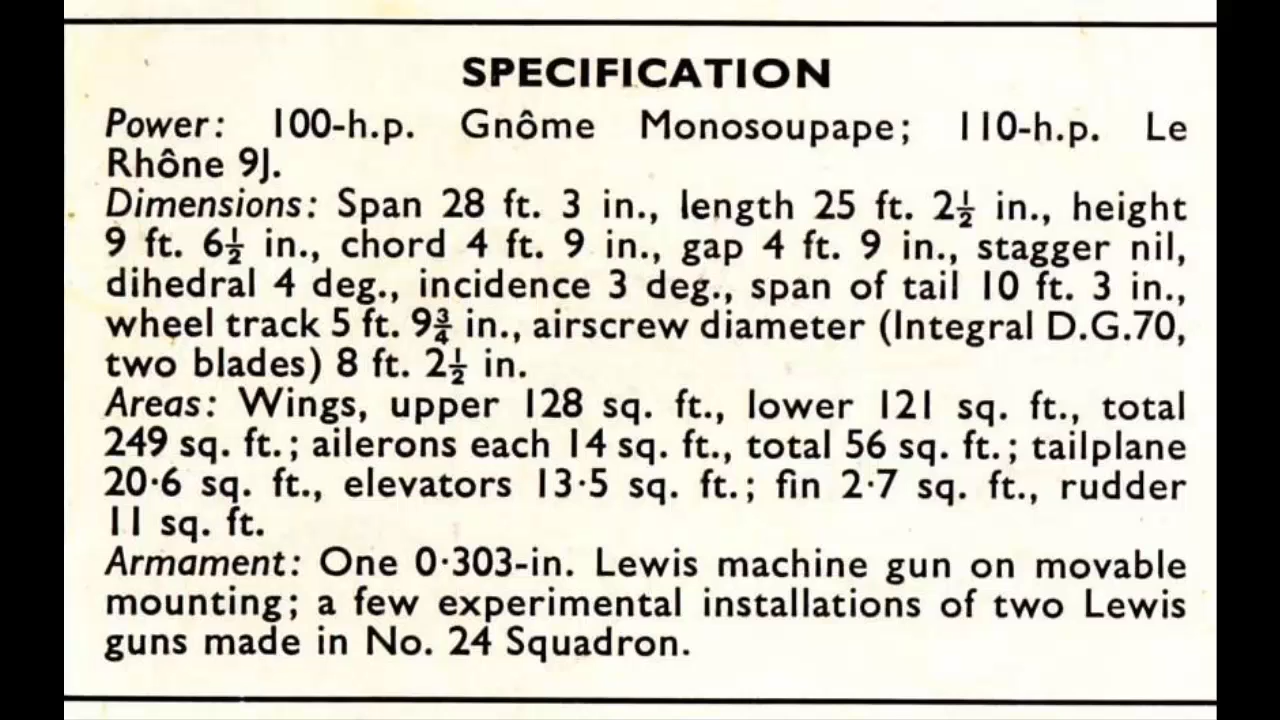 SPECIFICATION
Power: 100-h.p. Gnôme Monosoupape; 110-h.p. Le
Rhône 9J.
Dimensions: Span 28 ft. 3 in., length 25 ft. 2½ in., height
9 ft. 6½ in., chord 4 ft. 9 in., gap 4 ft. 9 in., stagger nil,
dihedral 4 deg., incidence 3 deg., span of tail 10 ft. 3 in.,
wheel track 5 ft. 9¾ in., airscrew diameter (Integral D.G.70,
two blades) 8 ft. 2½ in.
Areas: Wings, upper 128 sq. ft., lower 121 sq. ft., total
249 sq. ft.; ailerons each 14 sq. ft., total 56 sq. ft.; tailplane
20·6 sq. ft., elevators 13·5 sq. ft.; fin 2·7 sq. ft., rudder
11 sq. ft.
Armament: One 0·303-in. Lewis machine gun on movable
mounting; a few experimental installations of two Lewis
guns made in No. 24 Squadron.